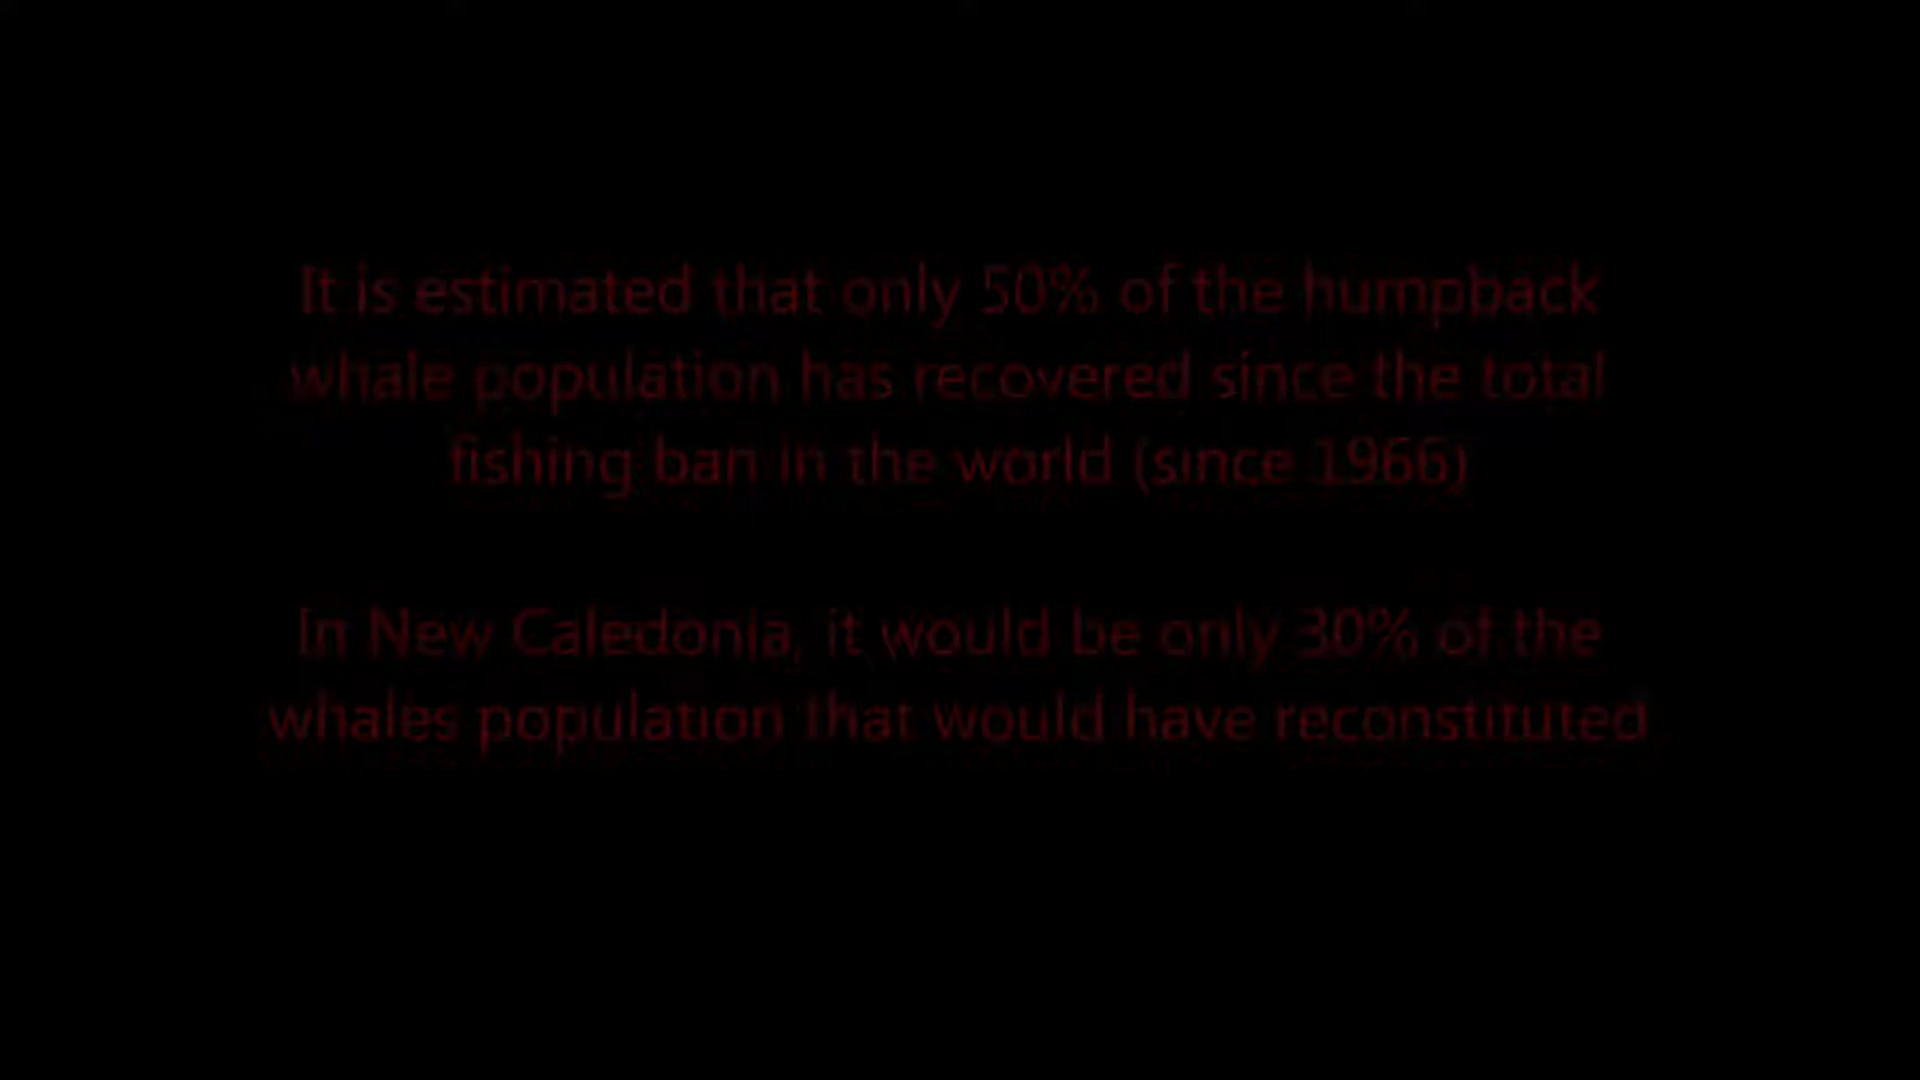 It is estimated that only 50% of the humpback
whale population has recovered since the total
fishing ban in the world (since 1966)
In New Caledonia, it would be only 30% of the
whales population that would have reconstituted